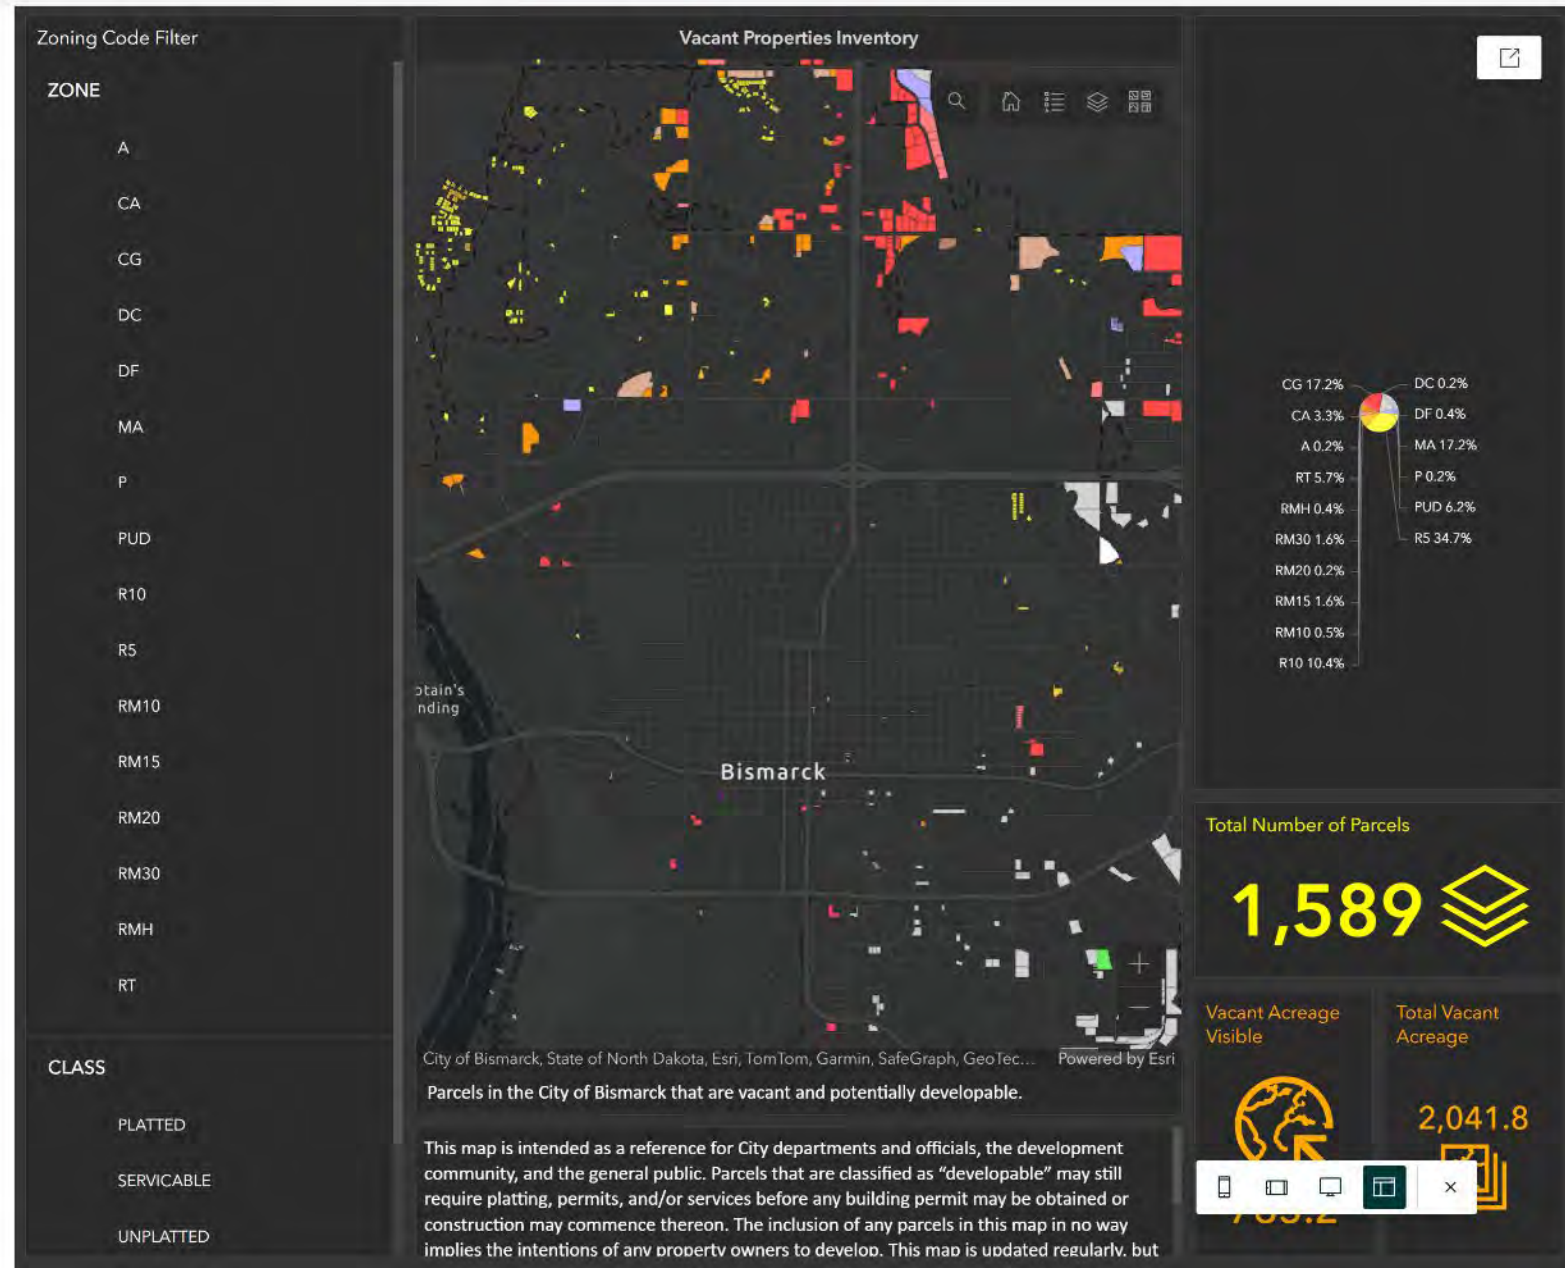 Zoning Code Filter
ZONE
A
CA
CG
DC
DF
MA
P
PUD
R10
R5
RM10
RM15
RM20
RM30
RMH
RT
CLASS
PLATTED
SERVICABLE
UNPLATTED
Vacant Properties Inventory
Bismarck
City of Bismarck, State of North Dakota, Esri, TomTom, Garmin, SafeGraph, GeoTec...
Powered by Esri
Parcels in the City of Bismarck that are vacant and potentially developable.
This map is intended as a reference for City departments and officials, the development
community, and the general public. Parcels that are classified as “developable” may still
require platting, permits, and/or services before any building permit may be obtained or
construction may commence thereon. The inclusion of any parcels in this map in no way
implies the intentions of any property owners to develop. This map is updated regularly, but
CG 17.2%
CA 3.3%
A 0.2%
RT 5.7%
RMH 0.4%
RM30 1.6%
RM20 0.2%
RM15 1.6%
RM10 0.5%
R10 10.4%
DC 0.2%
DF 0.4%
MA 17.2%
P 0.2%
PUD 6.2%
R5 34.7%
Total Number of Parcels
1,589
Vacant Acreage
Visible
Total Vacant
Acreage
2,041.8